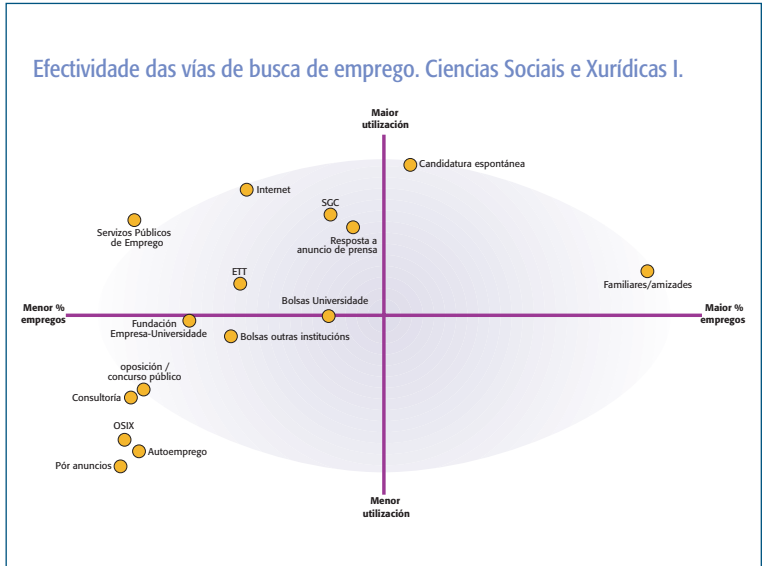 Efectividade das vías de busca de emprego. Ciencias Sociais e Xurídicas I.
Maior
utilización
Candidatura espontánea
Internet
SGC
Servizos Públicos
de Emprego
Resposta a
anuncio de prensa
ETT
Familiares/amizades
Bolsas Universidade
Menor %
empregos
Maior %
empregos
Fundación
Empresa-Universidade
Bolsas outras institucións
oposición /
concurso público
Consultoría
OSIX
Autoemprego
Pór anuncios
Menor
utilización